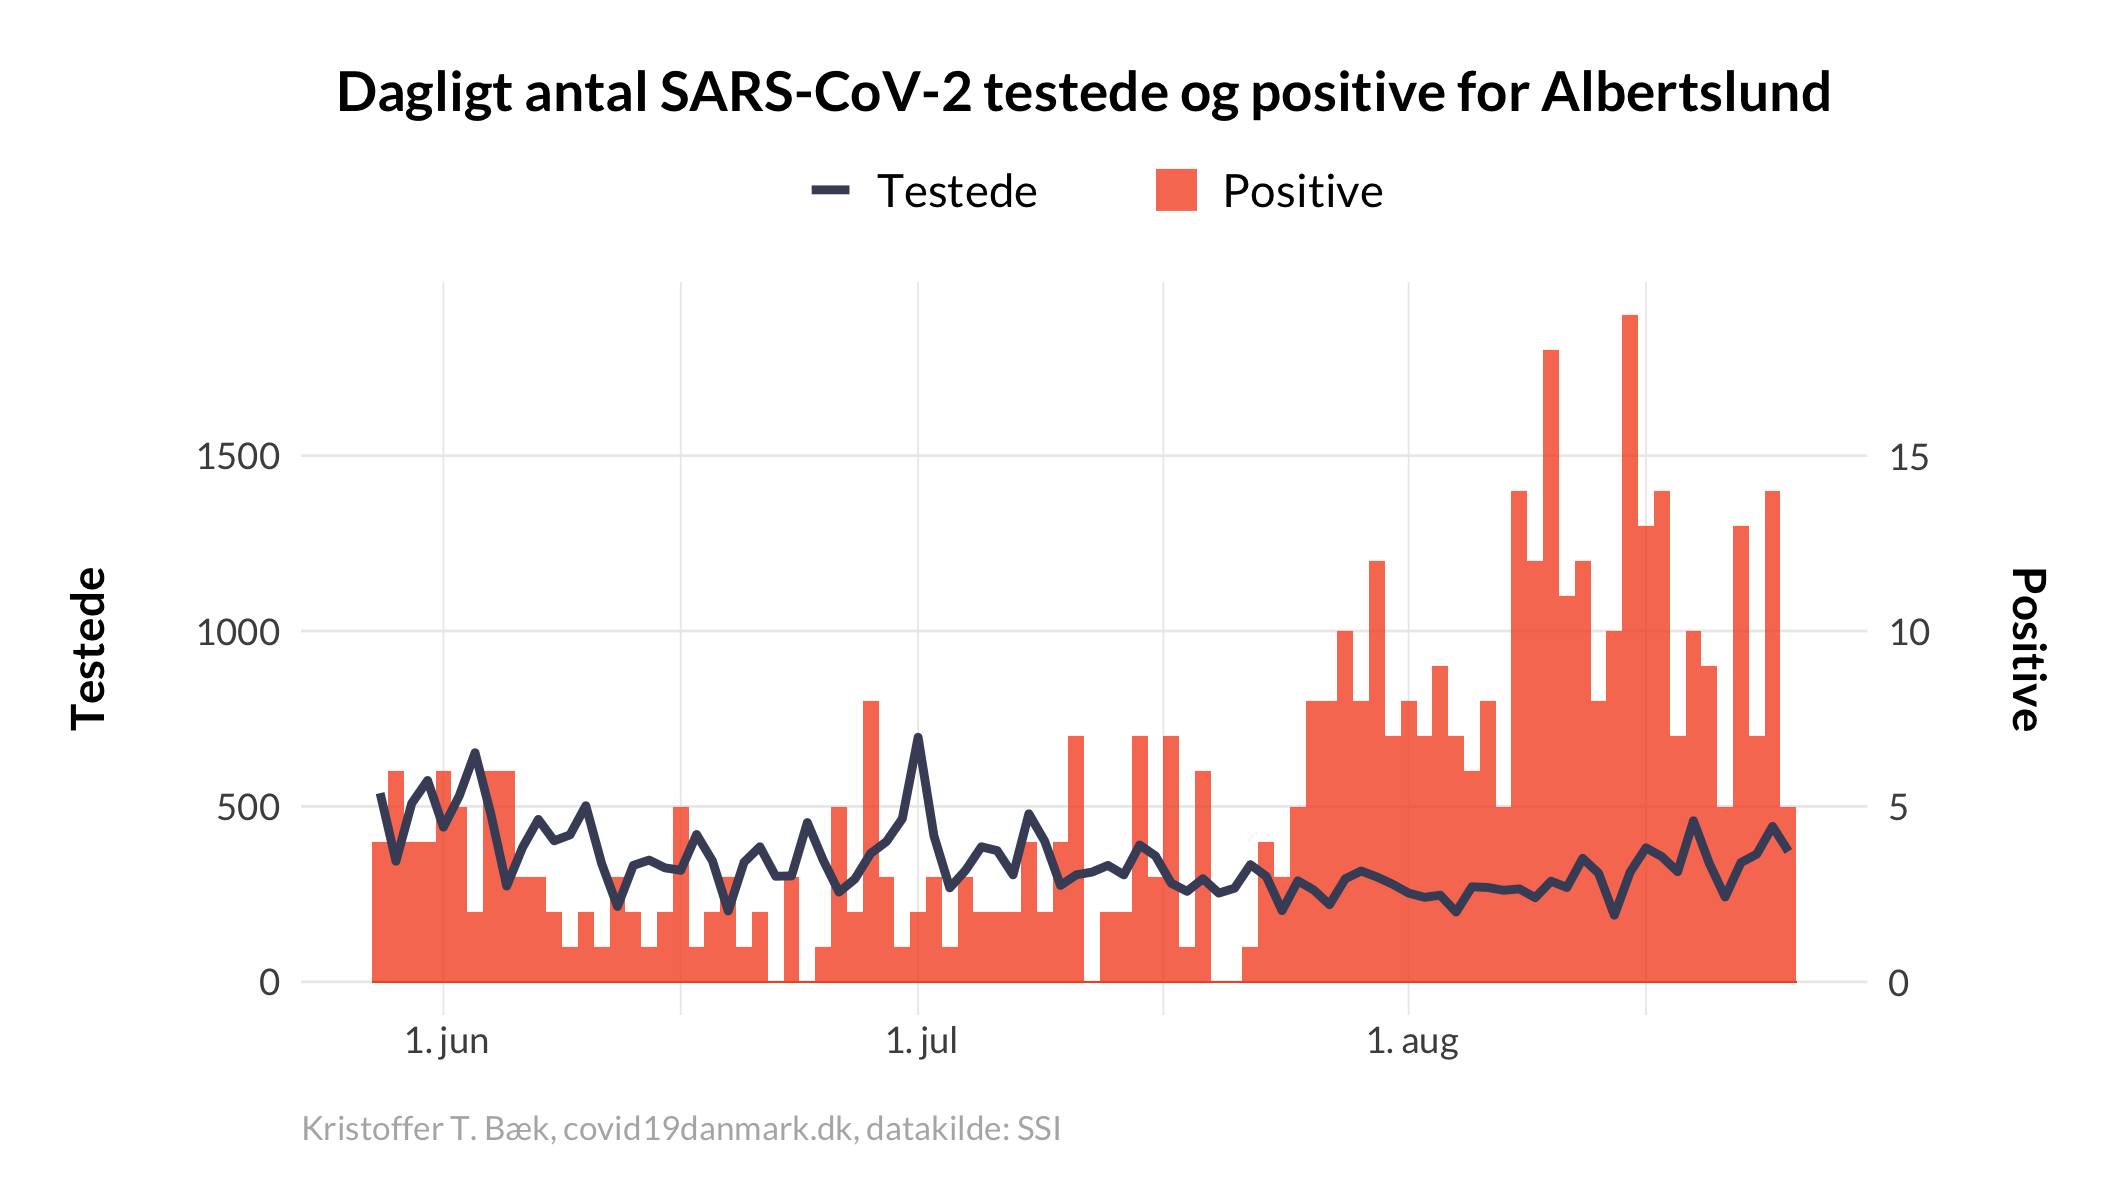 Dagligt antal SARS-CoV-2 testede og positive for Albertslund
Testede
Positive
1500
1000
500
0
Testede
15
10
5
0
Positive
1. jun
1. jul
1. aug
Kristoffer T. Bæk, covid19danmark.dk, datakilde: SSI